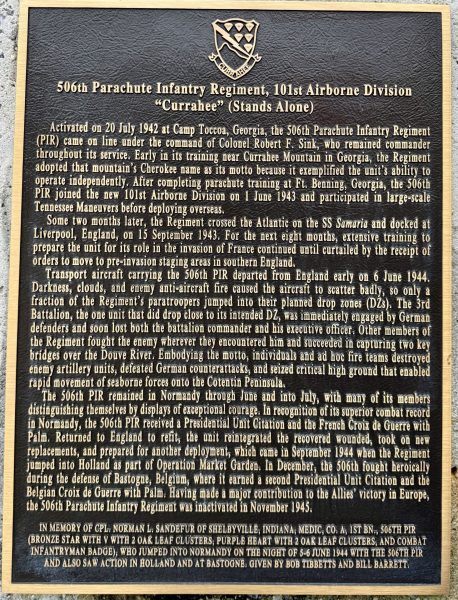 CURRAHEE
506th Parachute Infantry Regiment, 101st Airborne Division
“Currahee” (Stands Alone)
Activated on 20 July 1942 at Camp Toccoa, Georgia, the 506th Parachute Infantry Regiment
(PIR) came on line under the command of Colonel Robert F. Sink, who remained commander
throughout its service. Early in its training near Currahee Mountain in Georgia, the Regiment
adopted that mountain's Cherokee name as its motto because it exemplified the unit's ability to
operate independently. After completing parachute training at Ft. Benning, Georgia, the 506th
PIR joined the new 101st Airborne Division on 1 June 1943 and participated in large-scale
Tennessee Maneuvers before deploying overseas.
Some two months later, the Regiment crossed the Atlantic on the SS Samaria and docked at
Liverpool, England, on 15 September 1943. For the next eight months, extensive training to
prepare the unit for its role in the invasion of France continued until curtailed by the receipt
of orders to move to pre-invasion staging areas in southern England.
Transport aircraft carrying the 506th PIR departed from England early on 6 June 1944.
Darkness, clouds, and enemy anti-aircraft fire caused the aircraft to scatter badly, so only a
fraction of the Regiment's paratroopers jumped into their planned drop zones (DZs). The 3rd
Battalion, the one unit that did drop close to its intended DZ, was immediately engaged by German
defenders and soon lost both the battalion commander and his executive officer. Other members of
the Regiment fought the enemy wherever they encountered him and succeeded in capturing two key
bridges over the Douve River. Embodying the motto, individuals and ad hoc fire teams destroyed
enemy artillery units, defeated German counterattacks, and seized critical high ground that enabled
rapid movement of seaborne forces onto the Cotentin Peninsula.
The 506th PIR remained in Normandy through June and into July, with many of its members
distinguishing themselves by displays of exceptional courage. In recognition of its superior combat record
in Normandy, the 506th PIR received a Presidential Unit Citation and the French Croix de Guerre with
Palm. Returned to England to refit, the unit reintegrated the recovered wounded, took on new
replacements, and prepared for another deployment, which came in September 1944 when the Regiment
jumped into Holland as part of Operation Market Garden. In December, the 506th fought heroically
during the defense of Bastogne, Belgium, where it earned a second Presidential Unit Citation and the
Belgian Croix de Guerre with Palm. Having made a major contribution to the Allies' victory in Europe,
the 506th Parachute Infantry Regiment was inactivated in November 1945.
IN MEMORY OF CPL. NORMAN L. SANDEFUR OF SHELBYVILLE, INDIANA; MEDIC, CO. A, 1ST BN., 506TH PIR
(BRONZE STAR WITH V WITH 2 OAK LEAF CLUSTERS, PURPLE HEART WITH 2 OAK LEAF CLUSTERS, AND COMBAT
INFANTRYMAN BADGE); WHO JUMPED INTO NORMANDY ON THE NIGHT OF 5-6 JUNE 1944 WITH THE 506TH PIR
AND ALSO SAW ACTION IN HOLLAND AND AT BASTOGNE. GIVEN BY BOB TIBBETTS AND BILL BARRETT.